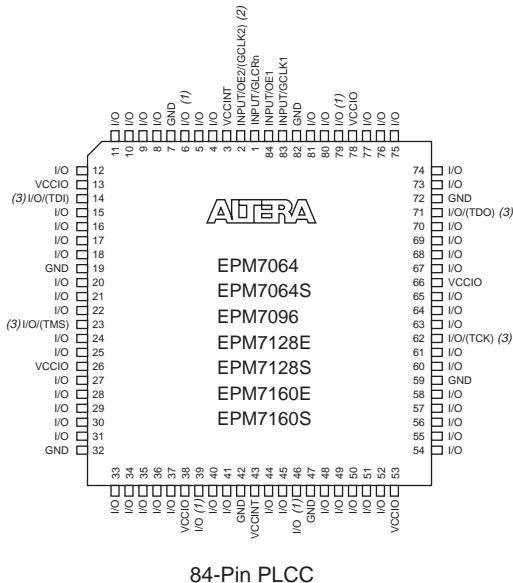 I/O 11
I/O 10
I/O 9
I/O 8
GND 7
I/O (1) 6
I/O 5
I/O 4
VCCINT 3
INPUT/OE2/(GCLK2) (2) 2
INPUT/GLCRn 1
INPUT/OE1 84
INPUT/GCLK1 83
GND 82
I/O 81
I/O 80
I/O (1) 79
VCCIO 78
I/O 77
I/O 76
I/O 75
I/O 12
VCCIO 13
(3) I/O/(TDI) 14
I/O 15
I/O 16
I/O 17
I/O 18
GND 19
I/O 20
I/O 21
I/O 22
(3) I/O/(TMS) 23
I/O 24
I/O 25
VCCIO 26
I/O 27
I/O 28
I/O 29
I/O 30
I/O 31
GND 32
ALTERA
EPM7064
EPM7064S
EPM7096
EPM7128E
EPM7128S
EPM7160E
EPM7160S
74 I/O
73 I/O
72 GND
71 I/O/(TDO) (3)
70 I/O
69 I/O
68 I/O
67 I/O
66 VCCIO
65 I/O
64 I/O
63 I/O
62 I/O/(TCK) (3)
61 I/O
60 I/O
59 GND
58 I/O
57 I/O
56 I/O
55 I/O
54 I/O
33 I/O
34 I/O
35 I/O
36 I/O
37 I/O
38 VCCIO
39 I/O (1)
40 I/O
41 I/O
42 GND
43 VCCINT
44 I/O
45 I/O
46 I/O (1)
47 GND
48 I/O
49 I/O
50 I/O
51 I/O
52 I/O
53 VCCIO
84-Pin PLCC